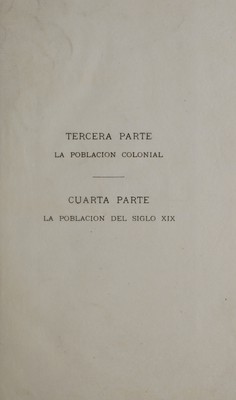 TERCERA PARTE
LA POBLACION COLONIAL
CUARTA PARTE
LA POBLACION DEL SIGLO XIX